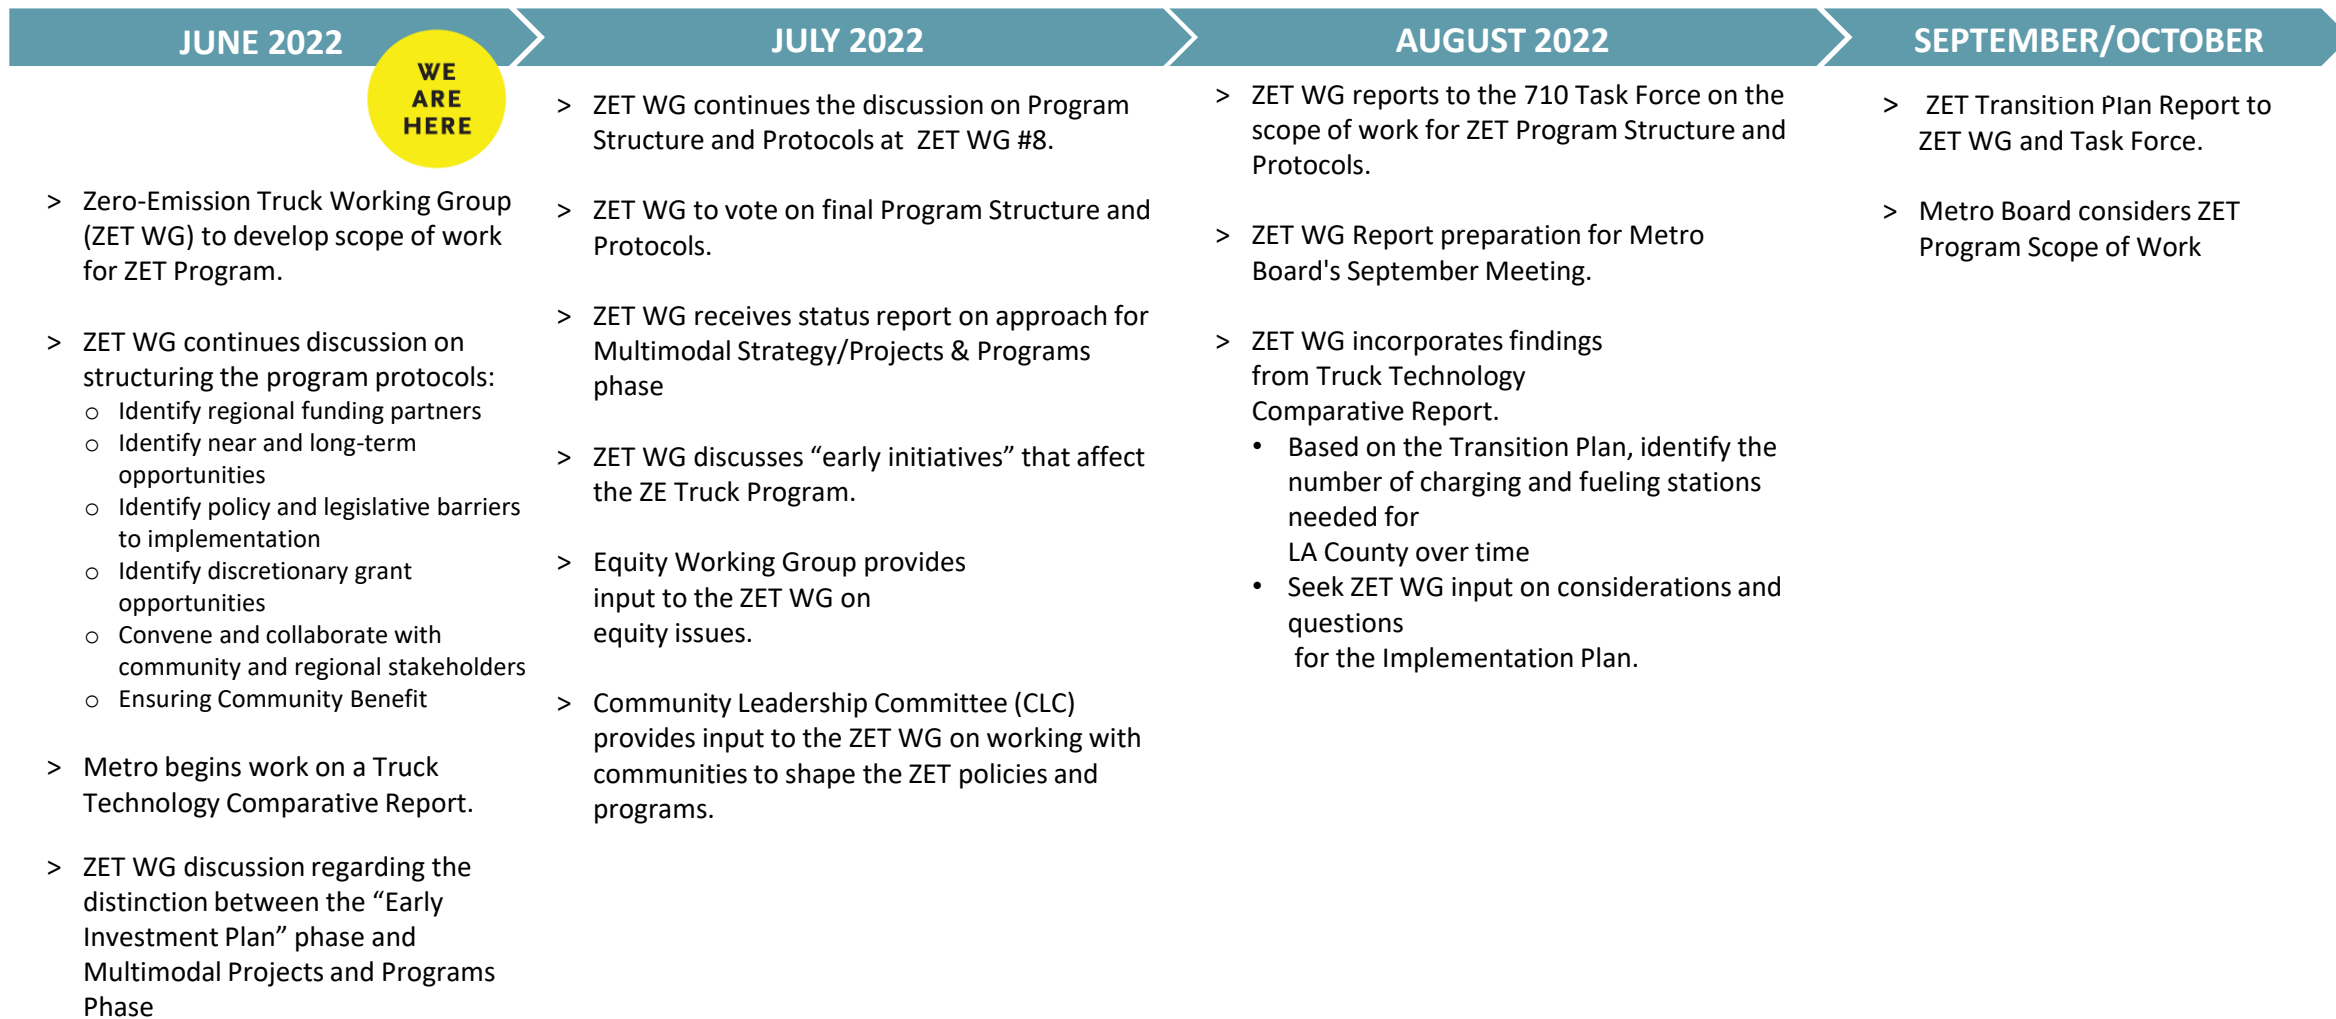 JUNE 2022
WE
ARE
HERE
> Zero-Emission Truck Working Group
(ZET WG) to develop scope of work
for ZET Program.
> ZET WG continues discussion on
structuring the program protocols:
o Identify regional funding partners
o Identify near and long-term
opportunities
o Identify policy and legislative barriers
to implementation
o Identify discretionary grant
opportunities
o Convene and collaborate with
community and regional stakeholders
o Ensuring Community Benefit
> Metro begins work on a Truck
Technology Comparative Report.
> ZET WG discussion regarding the
distinction between the “Early
Investment Plan” phase and
Multimodal Projects and Programs
Phase
JULY 2022
> ZET WG continues the discussion on Program
Structure and Protocols at ZET WG #8.
> ZET WG to vote on final Program Structure and
Protocols.
> ZET WG receives status report on approach for
Multimodal Strategy/Projects & Programs
phase
> ZET WG discusses “early initiatives” that affect
the ZE Truck Program.
> Equity Working Group provides
input to the ZET WG on
equity issues.
> Community Leadership Committee (CLC)
provides input to the ZET WG on working with
communities to shape the ZET policies and
programs.
AUGUST 2022
> ZET WG reports to the 710 Task Force on the
scope of work for ZET Program Structure and
Protocols.
> ZET WG Report preparation for Metro
Board's September Meeting.
> ZET WG incorporates findings
from Truck Technology
Comparative Report.
• Based on the Transition Plan, identify the
number of charging and fueling stations
needed for
LA County over time
• Seek ZET WG input on considerations and
questions
for the Implementation Plan.
SEPTEMBER/OCTOBER
> ZET Transition Plan Report to
ZET WG and Task Force.
> Metro Board considers ZET
Program Scope of Work